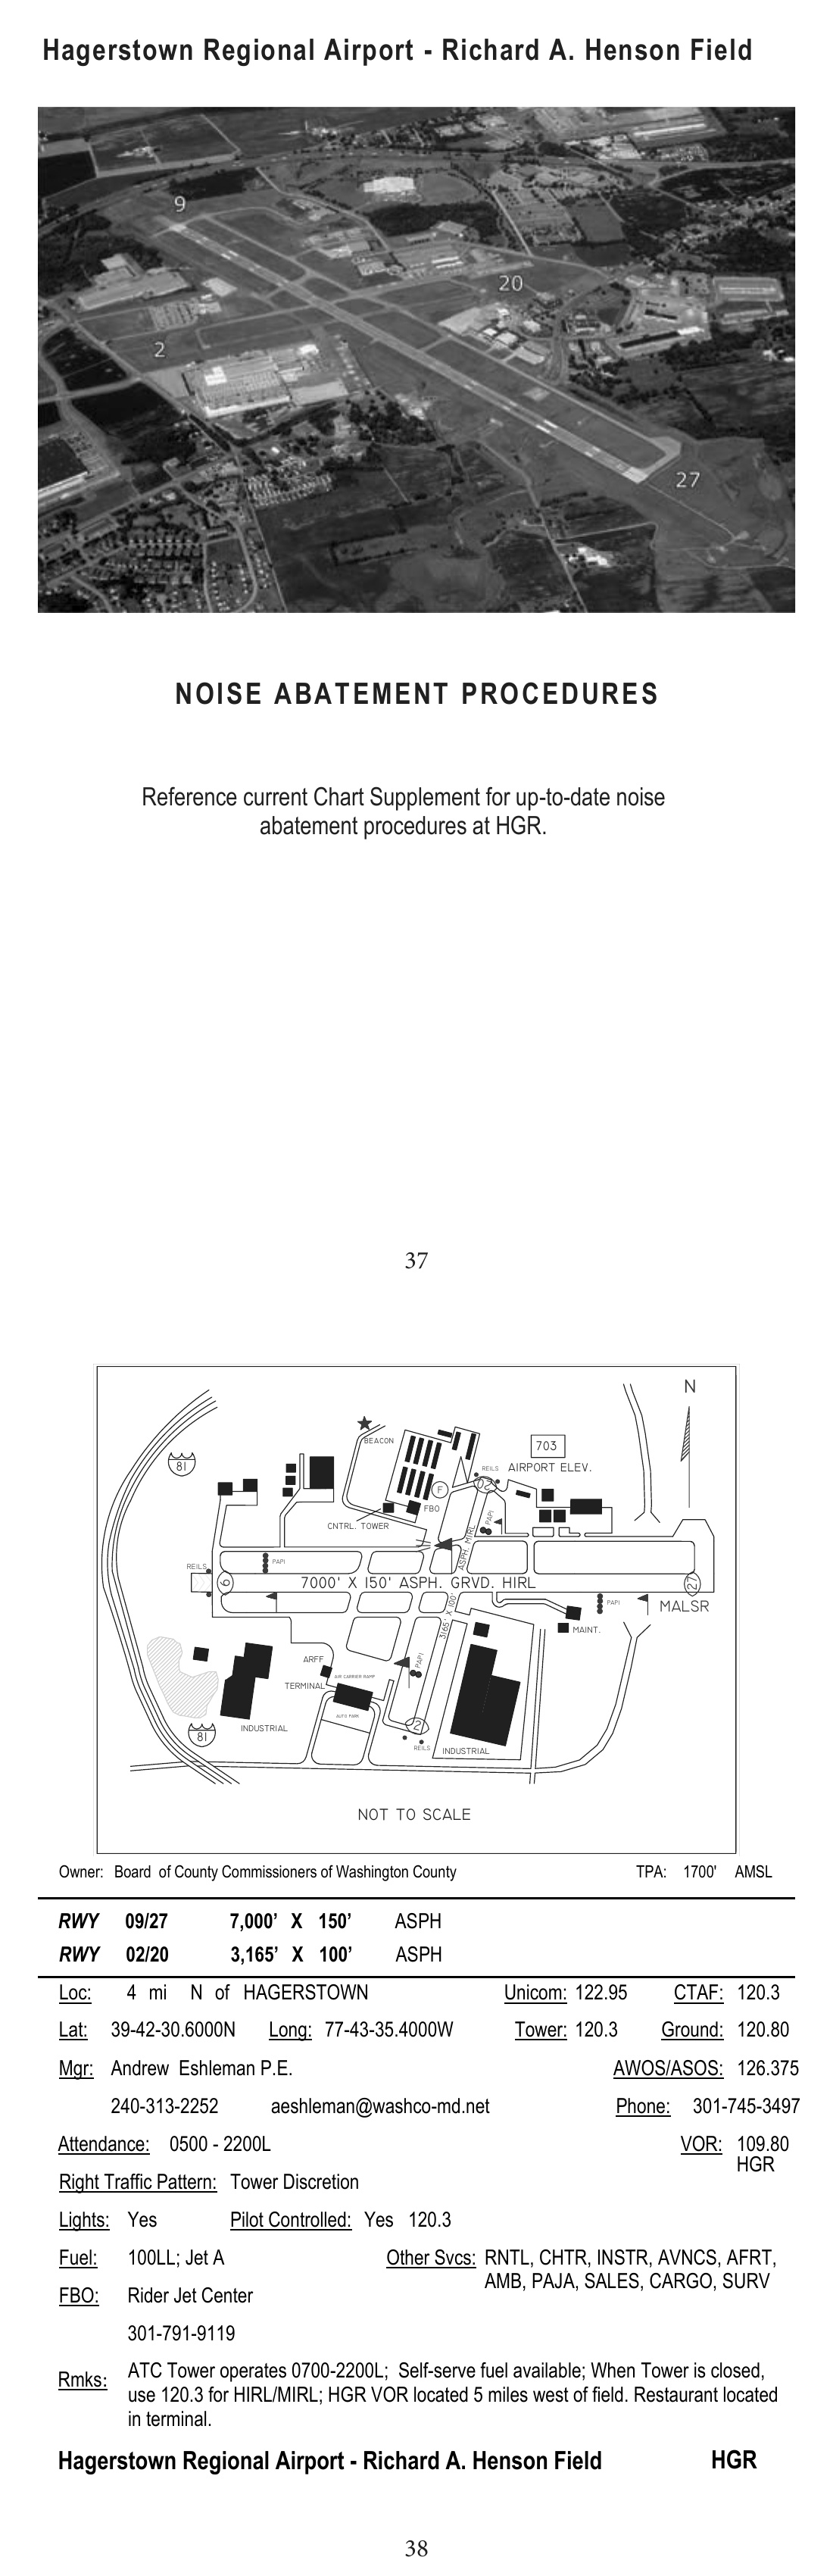 Hagerstown Regional Airport - Richard A. Henson Field
9
20
2
27
NOISE ABATEMENT PROCEDURES
Reference current Chart Supplement for up-to-date noise
abatement procedures at HGR.
37
N
703
BEACON
81
REILS
AIRPORT ELEV.
20
F
FBO
CNTRL. TOWER
PAPI
ASPH. MIRL
REILS
PAPI
9
7000' X 150' ASPH. GRVD. HIRL
27
3165' X 100'
PAPI
MALSR
MAINT.
ARFF
PAPI
AIR CARRIER RAMP
TERMINAL
AUTO PARK
2
81
INDUSTRIAL
REILS
INDUSTRIAL
NOT TO SCALE
Owner: Board of County Commissioners of Washington County TPA: 1700' AMSL
RWY 09/27 7,000’ X 150’ ASPH
RWY 02/20 3,165’ X 100’ ASPH
Loc: 4 mi N of HAGERSTOWN Unicom: 122.95 CTAF: 120.3
Lat: 39-42-30.6000N Long: 77-43-35.4000W Tower: 120.3 Ground: 120.80
Mgr: Andrew Eshleman P.E. AWOS/ASOS: 126.375
240-313-2252 aeshleman@washco-md.net Phone: 301-745-3497
Attendance: 0500 - 2200L VOR: 109.80
HGR
Right Traffic Pattern: Tower Discretion
Lights: Yes Pilot Controlled: Yes 120.3
Fuel: 100LL; Jet A Other Svcs: RNTL, CHTR, INSTR, AVNCS, AFRT,
AMB, PAJA, SALES, CARGO, SURV
FBO: Rider Jet Center
301-791-9119
Rmks: ATC Tower operates 0700-2200L; Self-serve fuel available; When Tower is closed,
use 120.3 for HIRL/MIRL; HGR VOR located 5 miles west of field. Restaurant located
in terminal.
Hagerstown Regional Airport - Richard A. Henson Field HGR
38